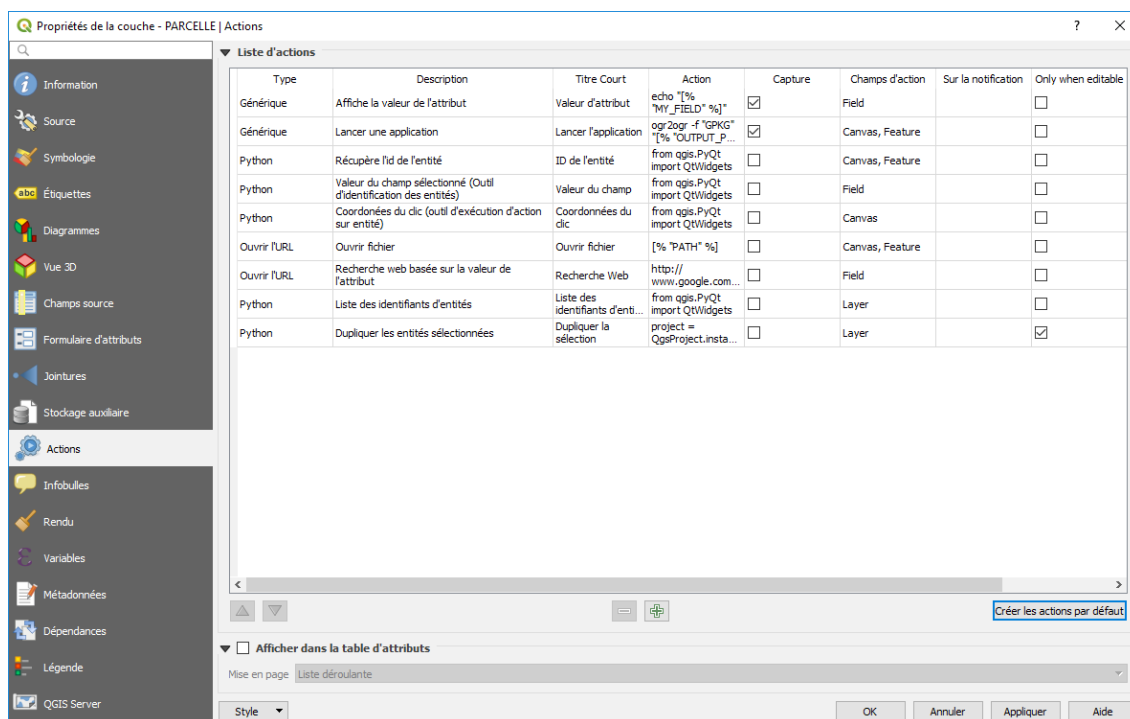 Propriétés de la couche - PARCELLE | Actions
?
Information
Source
Symbologie
abc Étiquettes
Diagrammes
Vue 3D
Champs source
Formulaire d'attributs
Jointures
Stockage auxiliaire
Actions
Infobulles
Rendu
Variables
Métadonnées
Dépendances
Légende
QGIS Server
Liste d'actions
Type Description Titre Court Action Capture Champs d'action Sur la notification Only when editable
Générique Affiche la valeur de l'attribut Valeur d'attribut echo "[% "MY_FIELD" %]" Field
Générique Lancer une application Lancer l'application ogr2ogr -f "GPKG" "[% "OUTPUT_P... Canvas, Feature
Python Récupère l'id de l'entité ID de l'entité from qgis.PyQt import QtWidgets Canvas, Feature
Python Valeur du champ sélectionné (Outil d'identification des entités) Valeur du champ from qgis.PyQt import QtWidgets Field
Python Coordonées du clic (outil d'exécution d'action sur entité) Coordonnées du clic from qgis.PyQt import QtWidgets Canvas
Ouvrir l'URL Ouvrir fichier Ouvrir fichier [% "PATH" %] Canvas, Feature
Ouvrir l'URL Recherche web basée sur la valeur de l'attribut Recherche Web http:// www.google.com... Field
Python Liste des identifiants d'entités Liste des identifiants d'enti... from qgis.PyQt import QtWidgets Layer
Python Dupliquer les entités sélectionnées Dupliquer la sélection project = QgsProject.insta... Layer
Créer les actions par défaut
Afficher dans la table d'attributs
Mise en page Liste déroulante
Style OK Annuler Appliquer Aide